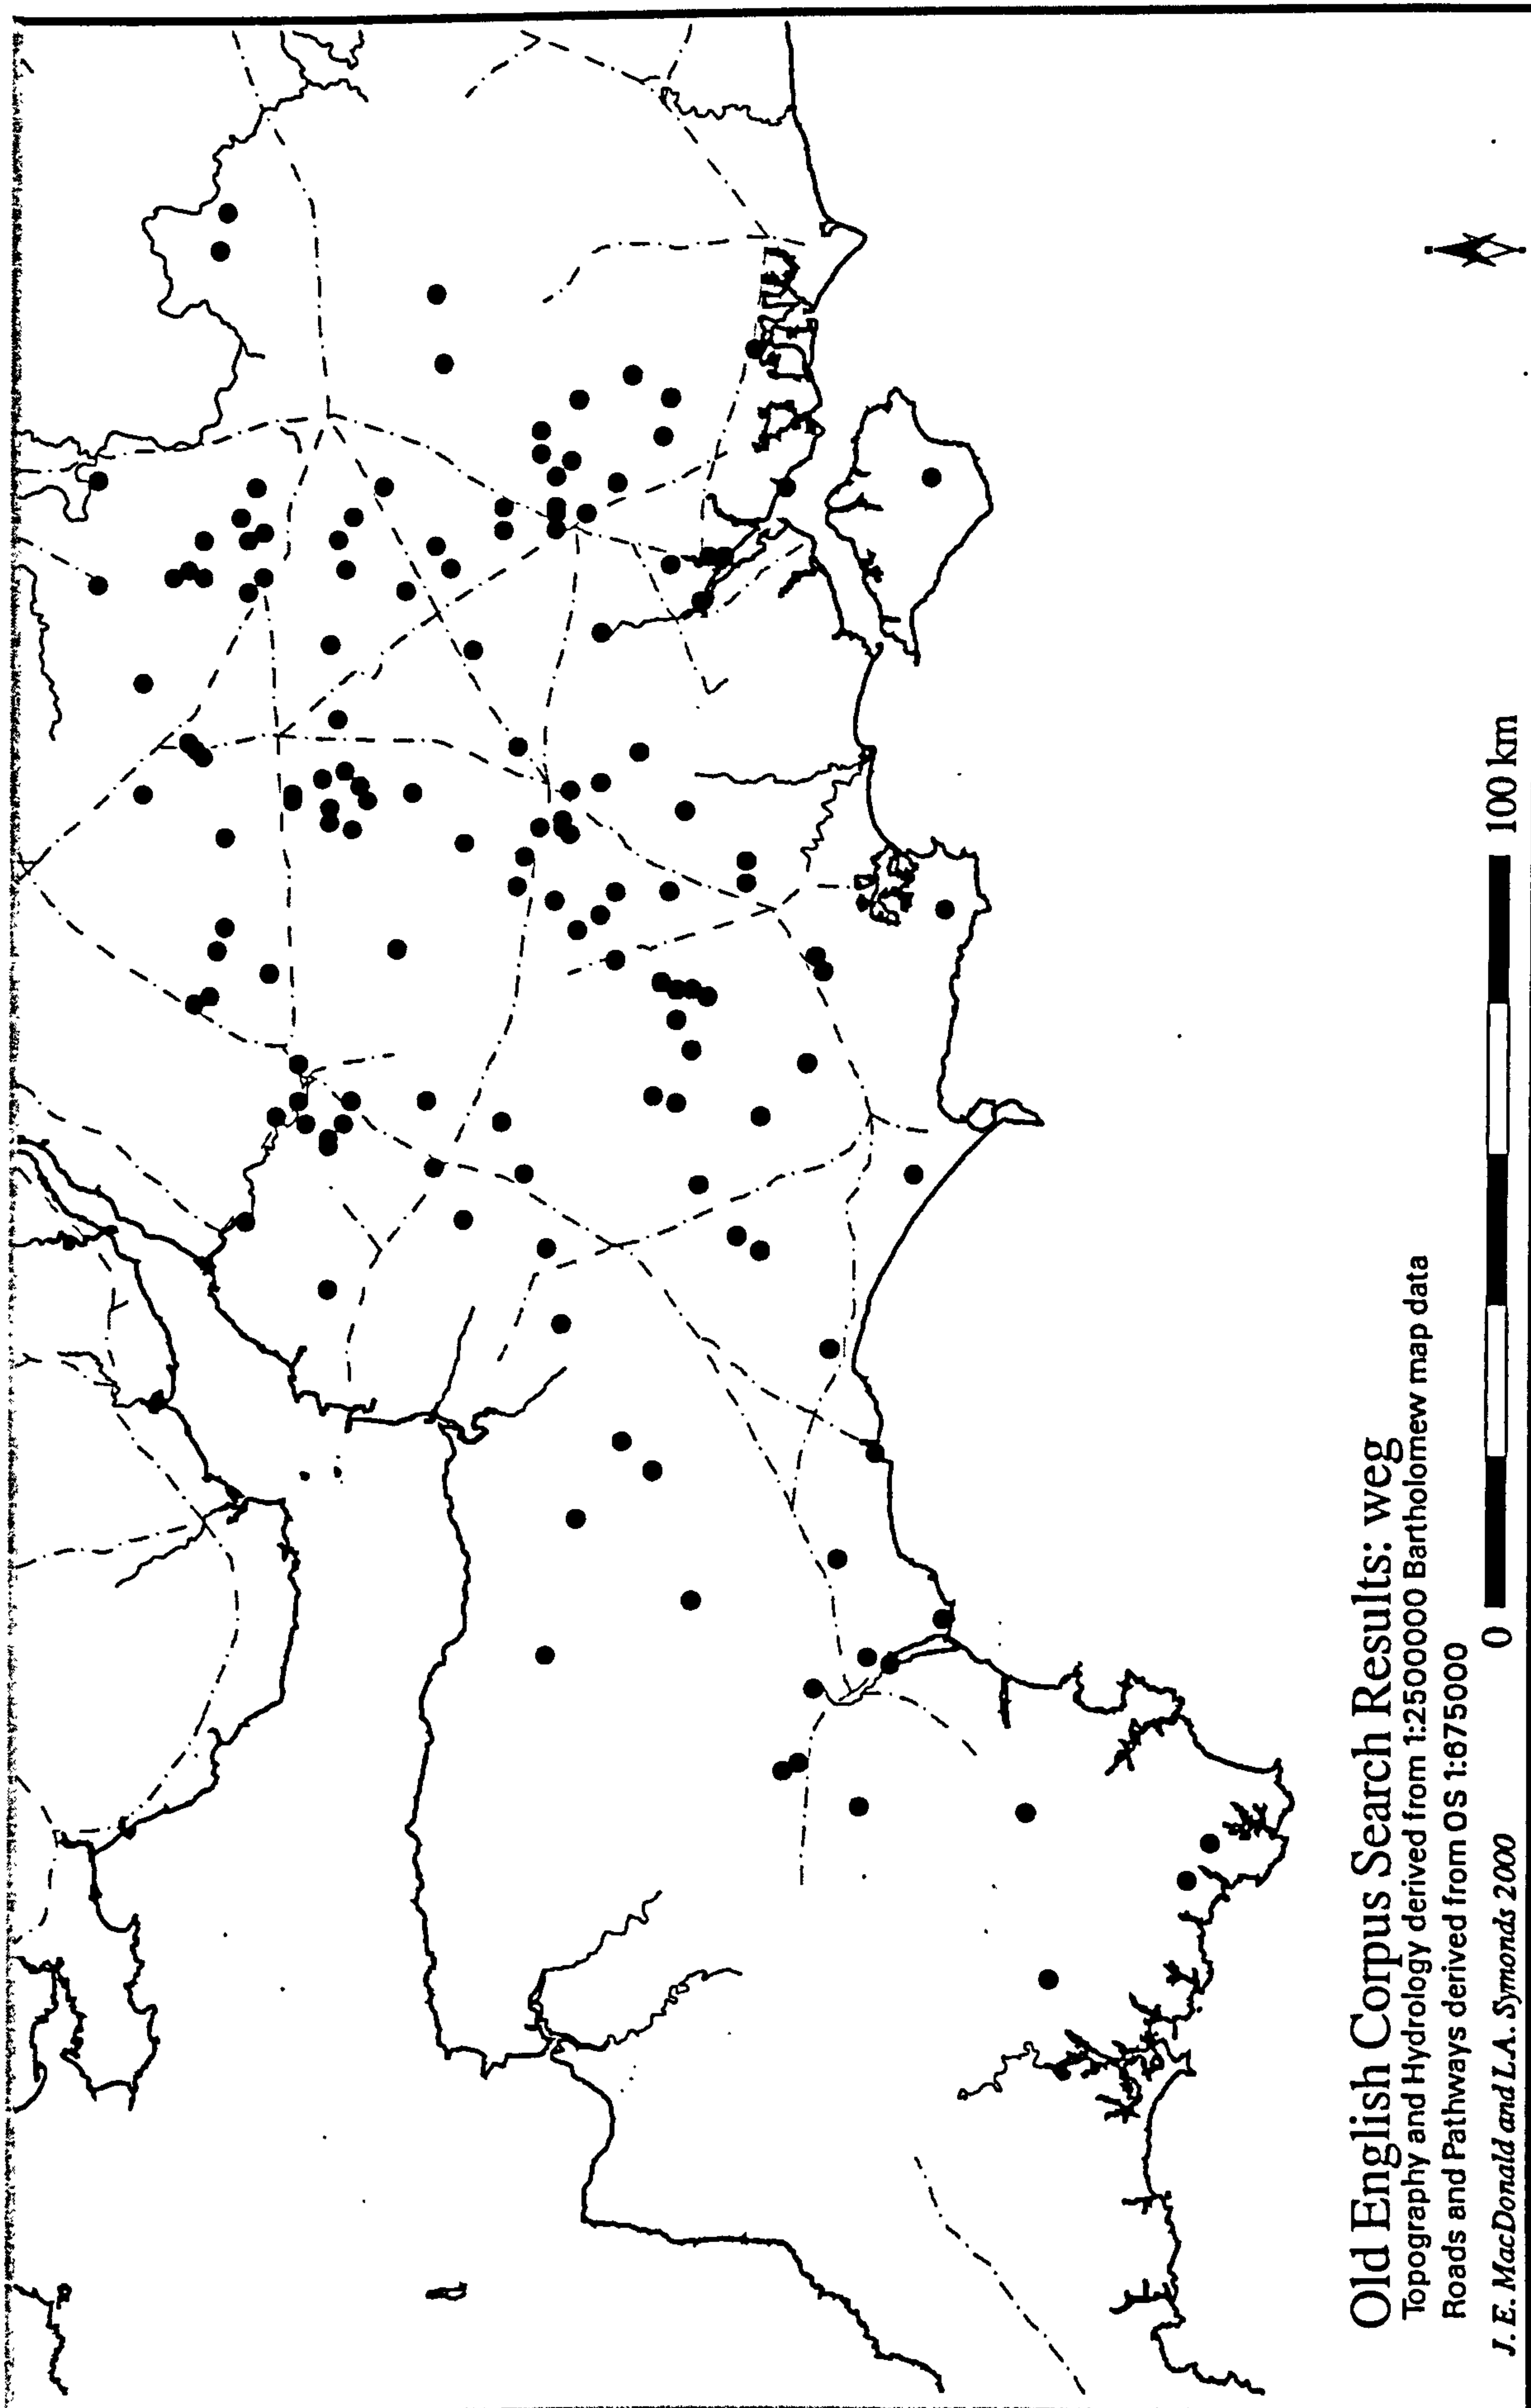 Old English Corpus Search Results: weg
Topography and Hydrology derived from 1:2500000 Bartholomew map data
Roads and Pathways derived from OS 1:675000
J. E. MacDonald and L.A. Symonds 2000
0
100 km